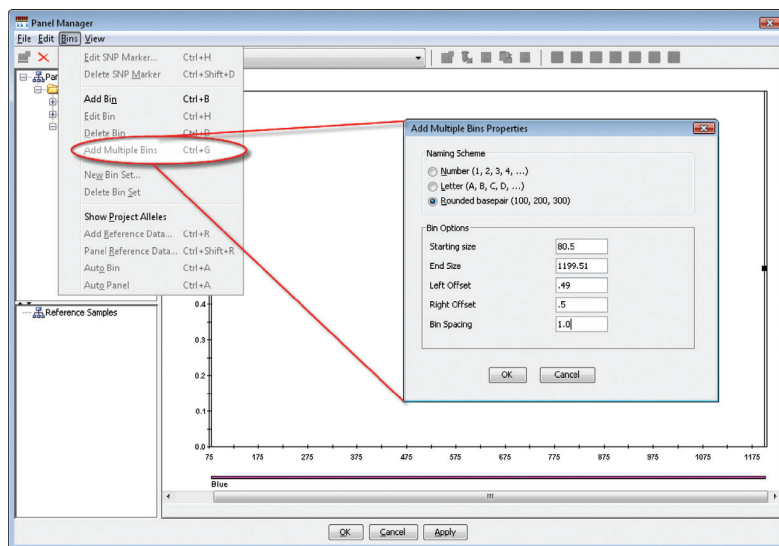 Panel Manager
File Edit Bins View
Edit SNP Marker... Ctrl+H
Delete SNP Marker Ctrl+Shift+D
Add Bin Ctrl+B
Edit Bin Ctrl+H
Delete Bin Ctrl+D
Add Multiple Bins Ctrl+G
New Bin Set...
Delete Bin Set
Show Project Alleles
Add Reference Data... Ctrl+R
Panel Reference Data... Ctrl+Shift+R
Auto Bin Ctrl+A
Auto Panel Ctrl+A
Par
Reference Samples
Add Multiple Bins Properties
Naming Scheme
Number (1, 2, 3, 4, ...)
Letter (A, B, C, D, ...)
Rounded basepair (100, 200, 300)
Bin Options
Starting size 80.5
End Size 1199.51
Left Offset .49
Right Offset .5
Bin Spacing 1.0
OK Cancel
0.4
0.3
0.2
0.1
0.0
75 175 275 375 475 575 675 775 875 975 1075 1175
Blue
OK Cancel Apply